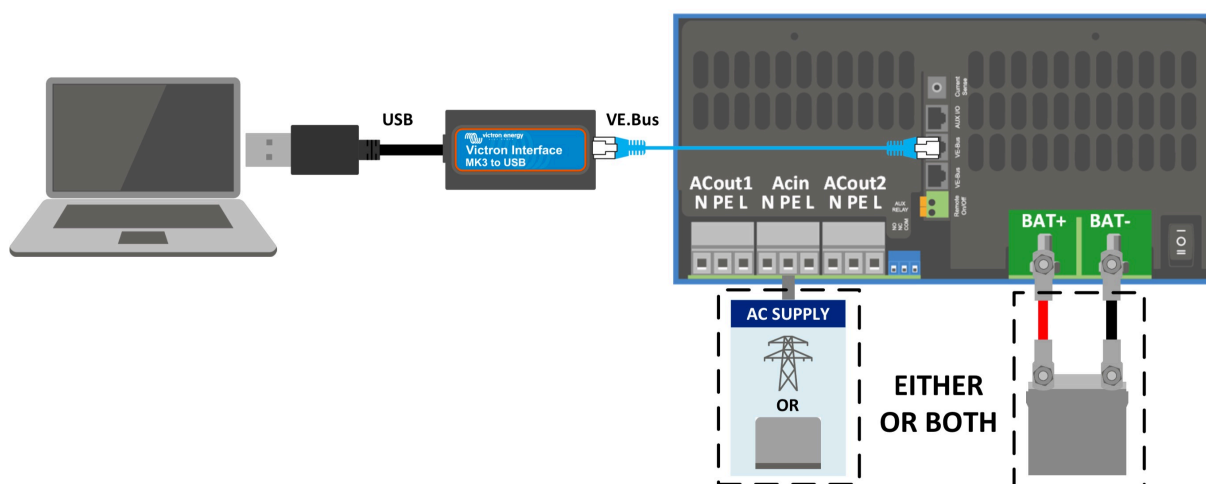 USB
victron energy
Victron Interface
MK3 to USB
VE.Bus
Current
Sense
AUX I/O
VE-Bus
VE-Bus
Remote
On/Off
ACout1
N PE L
Acin
N PE L
ACout2
N PE L
AUX
RELAY
NO
NC
COM
BAT+
BAT-
I
O
II
AC SUPPLY
OR
EITHER
OR BOTH